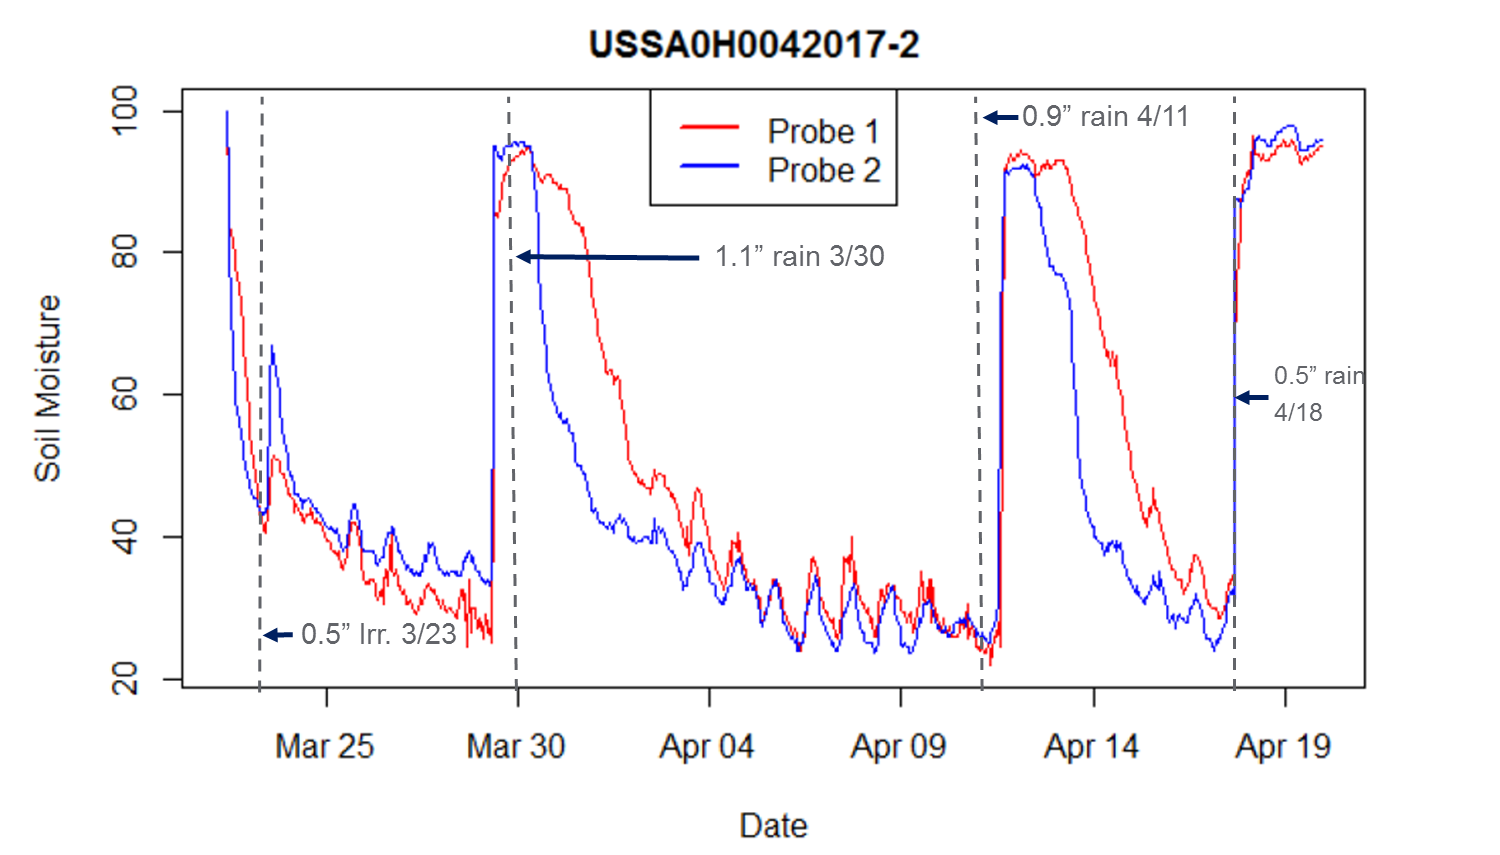 USSA0H0042017-2
Probe 1
Probe 2
0.9” rain 4/11
1.1” rain 3/30
0.5” rain
4/18
0.5” Irr. 3/23
Soil Moisture
100
80
60
40
20
Mar 25 Mar 30 Apr 04 Apr 09 Apr 14 Apr 19
Date